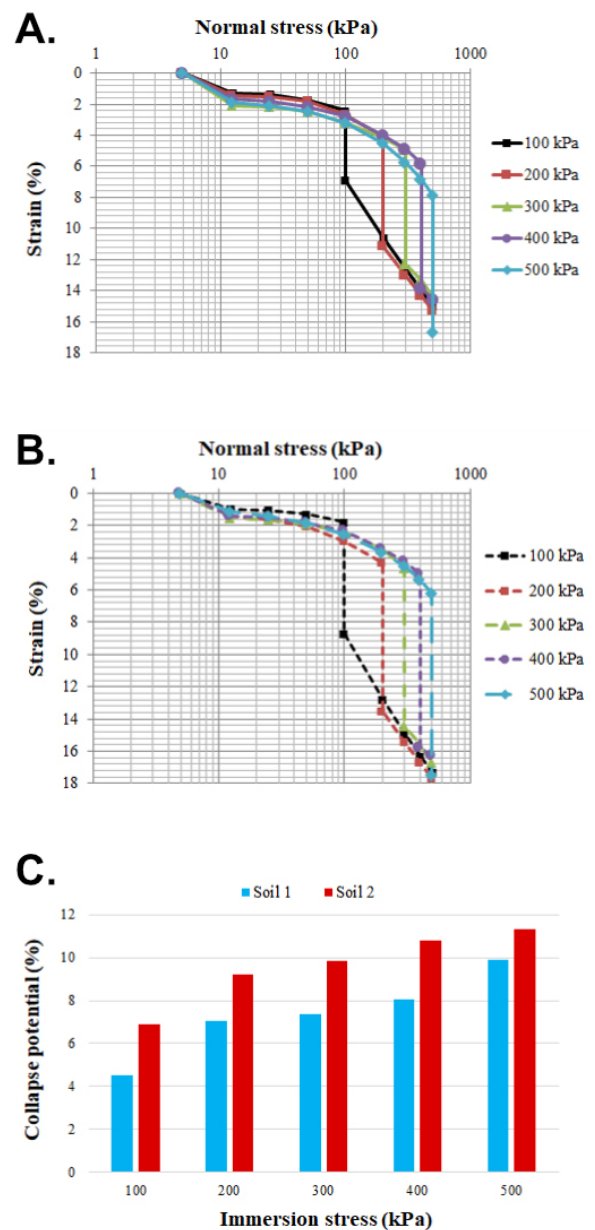 A.
Normal stress (kPa)
1 10 100 1000
0
2
4
6
8
10
12
14
16
18
Strain (%)
100 kPa
200 kPa
300 kPa
400 kPa
500 kPa
B.
Normal stress (kPa)
1 10 100 1000
0
2
4
6
8
10
12
14
16
18
Strain (%)
100 kPa
200 kPa
300 kPa
400 kPa
500 kPa
C.
Soil 1 Soil 2
12
10
8
6
4
2
0
Collapse potential (%)
100 200 300 400 500
Immersion stress (kPa)